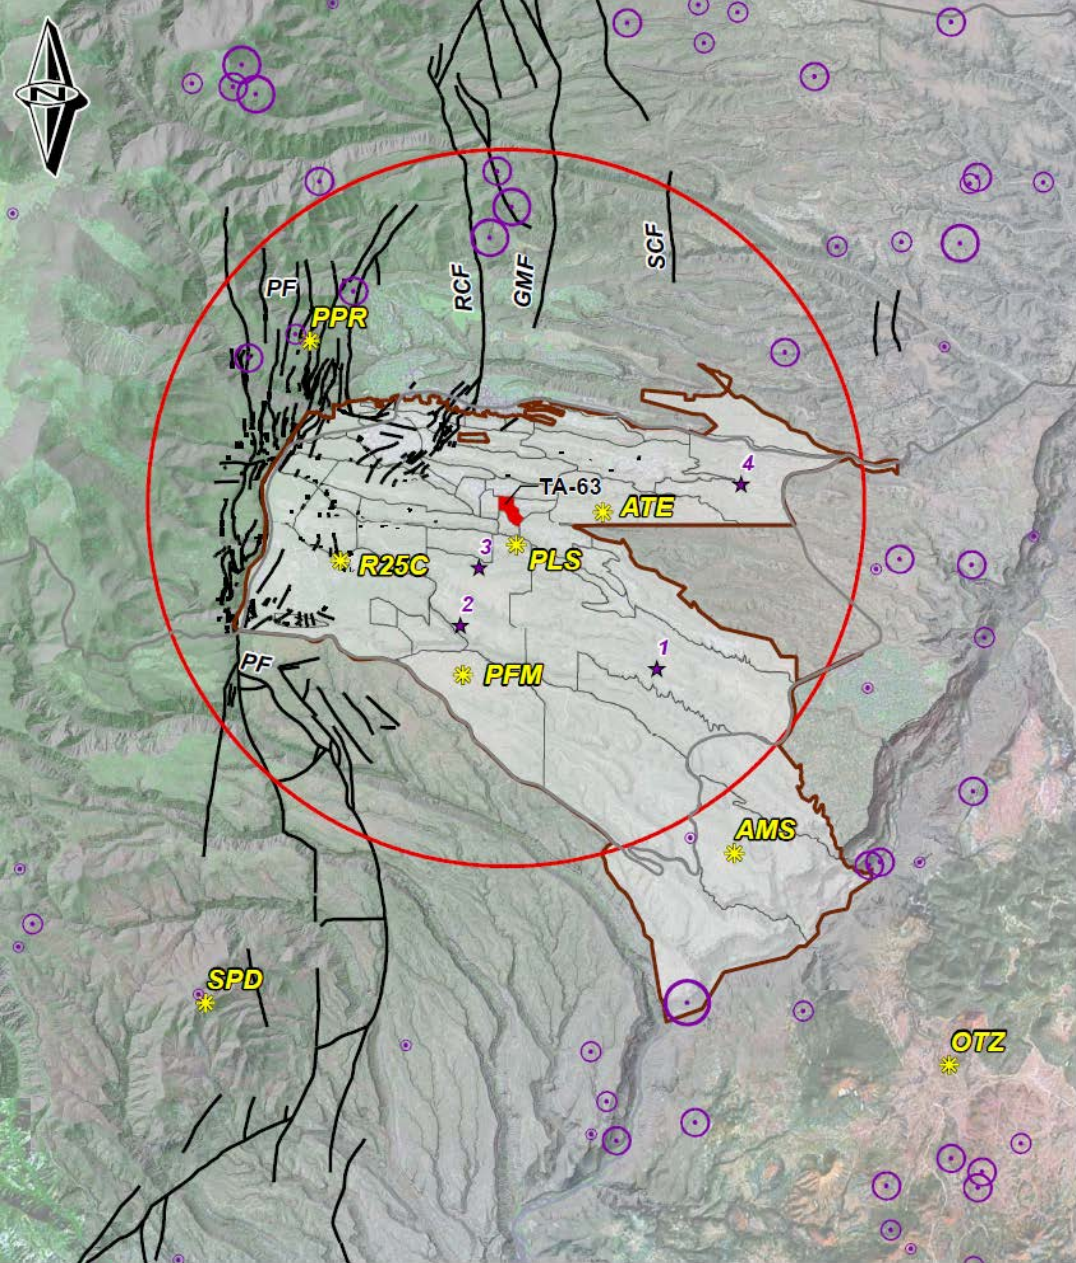 N
PF
PPR
RCF
GMF
SCF
4
TA-63
ATE
3
PLS
R25C
2
PF
PFM
1
AMS
SPD
OTZ